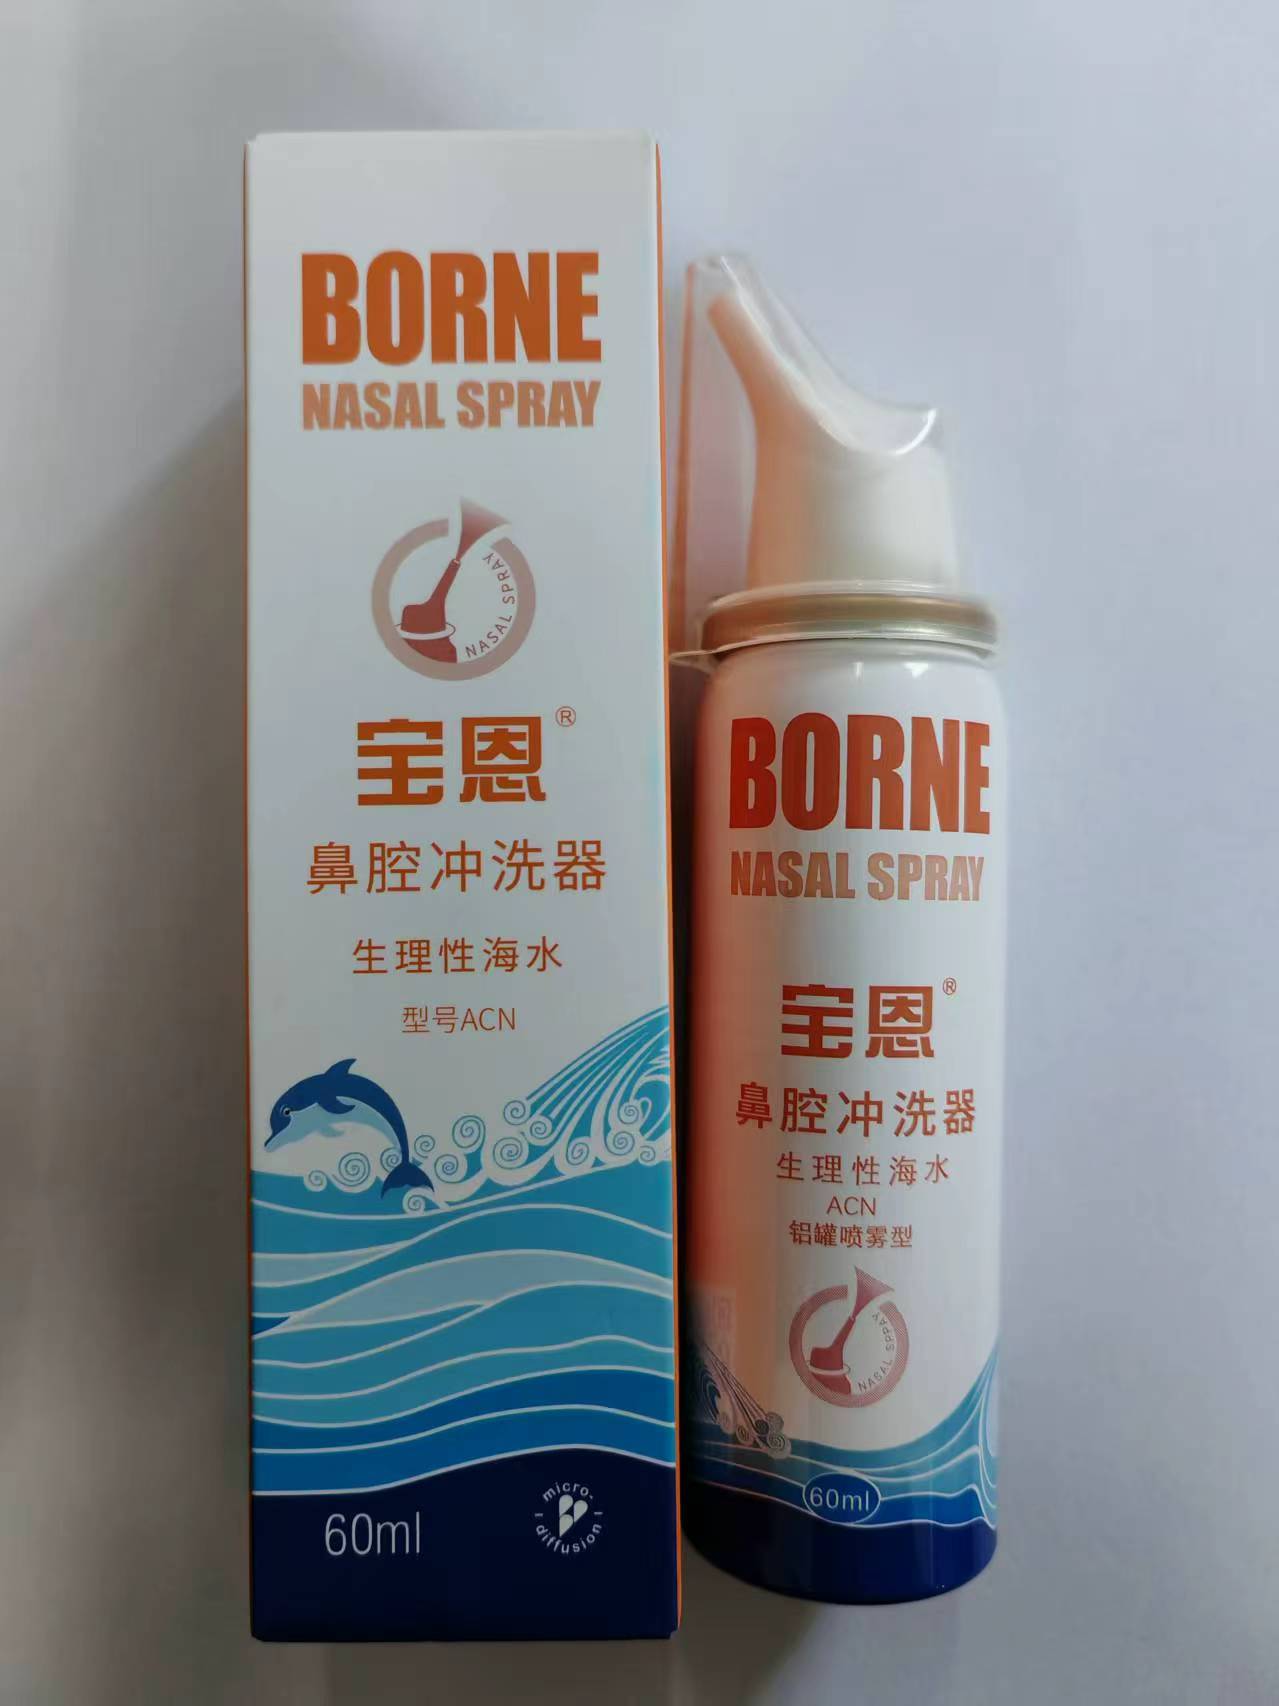 BORNE
NASAL SPRAY
NASAL SPRAY
宝恩®
鼻腔冲洗器
生理性海水
型号ACN
60ml
micro-
diffusion
BORNE
NASAL SPRAY
宝恩®
鼻腔冲洗器
生理性海水
ACN
铝罐喷雾型
NASAL SPRAY
60ml